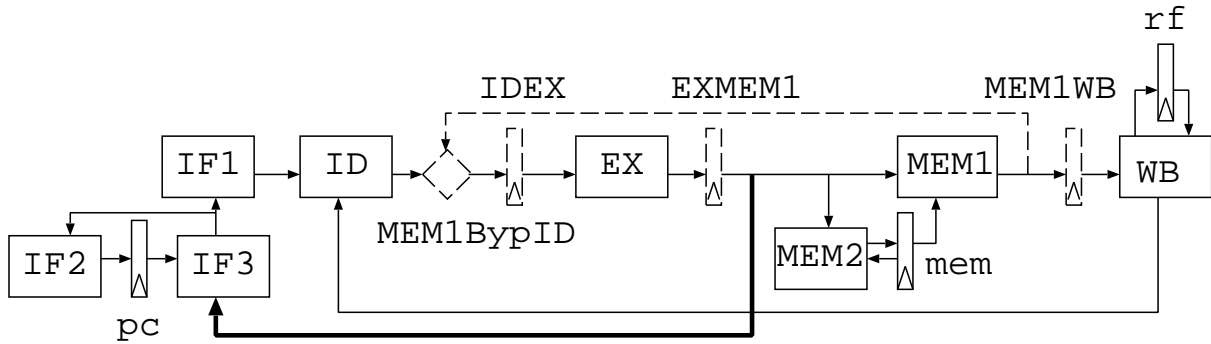 rf
IDEX
EXMEM1
MEM1WB
IF1
ID
EX
MEM1
WB
MEM1BypID
IF2
IF3
MEM2
mem
pc